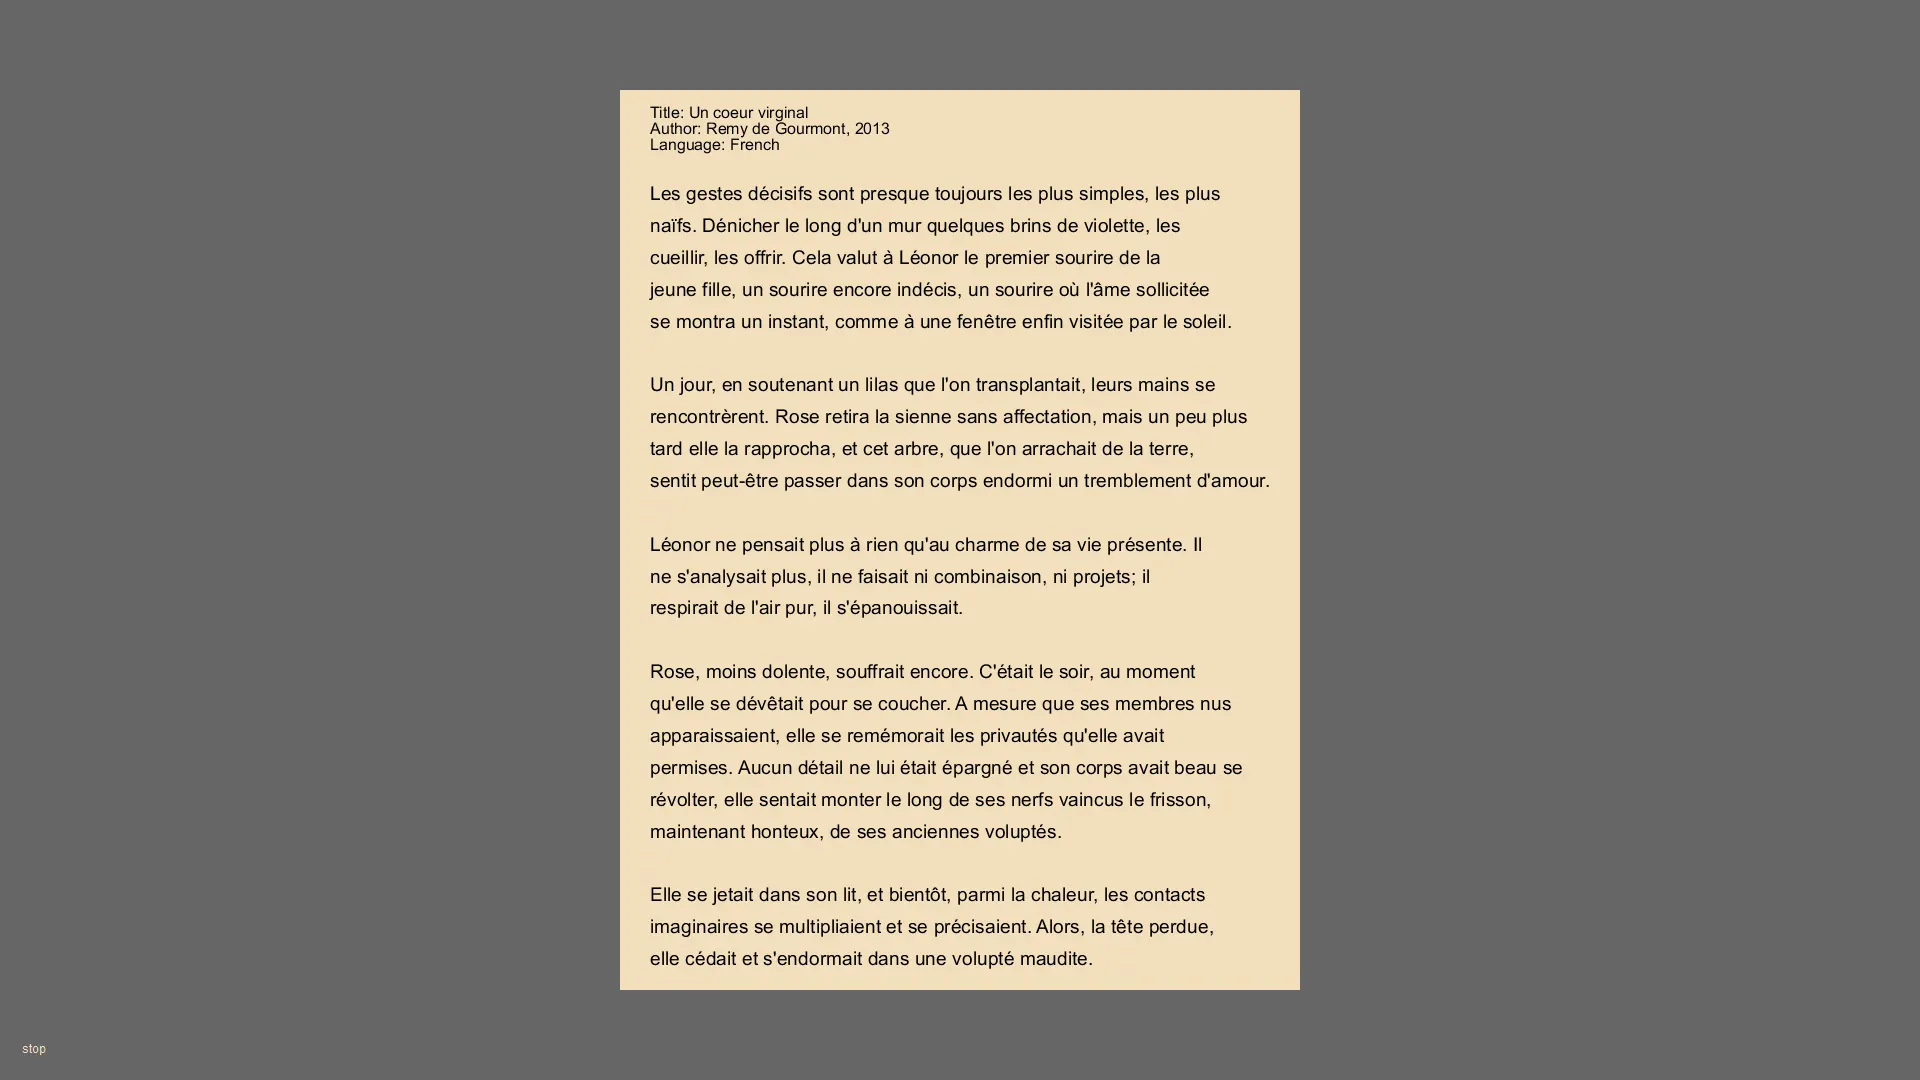 Title: Un coeur virginal
Author: Remy de Gourmont, 2013
Language: French
Les gestes décisifs sont presque toujours les plus simples, les plus
naïfs. Dénicher le long d'un mur quelques brins de violette, les
cueillir, les offrir. Cela valut à Léonor le premier sourire de la
jeune fille, un sourire encore indécis, un sourire où l'âme sollicitée
se montra un instant, comme à une fenêtre enfin visitée par le soleil.
Un jour, en soutenant un lilas que l'on transplantait, leurs mains se
rencontrèrent. Rose retira la sienne sans affectation, mais un peu plus
tard elle la rapprocha, et cet arbre, que l'on arrachait de la terre,
sentit peut-être passer dans son corps endormi un tremblement d'amour.
Léonor ne pensait plus à rien qu'au charme de sa vie présente. Il
ne s'analysait plus, il ne faisait ni combinaison, ni projets; il
respirait de l'air pur, il s'épanouissait.
Rose, moins dolente, souffrait encore. C'était le soir, au moment
qu'elle se dévêtait pour se coucher. A mesure que ses membres nus
apparaissaient, elle se remémorait les privautés qu'elle avait
permises. Aucun détail ne lui était épargné et son corps avait beau se
révolter, elle sentait monter le long de ses nerfs vaincus le frisson,
maintenant honteux, de ses anciennes voluptés.
Elle se jetait dans son lit, et bientôt, parmi la chaleur, les contacts
imaginaires se multipliaient et se précisaient. Alors, la tête perdue,
elle cédait et s'endormait dans une volupté maudite.
stop